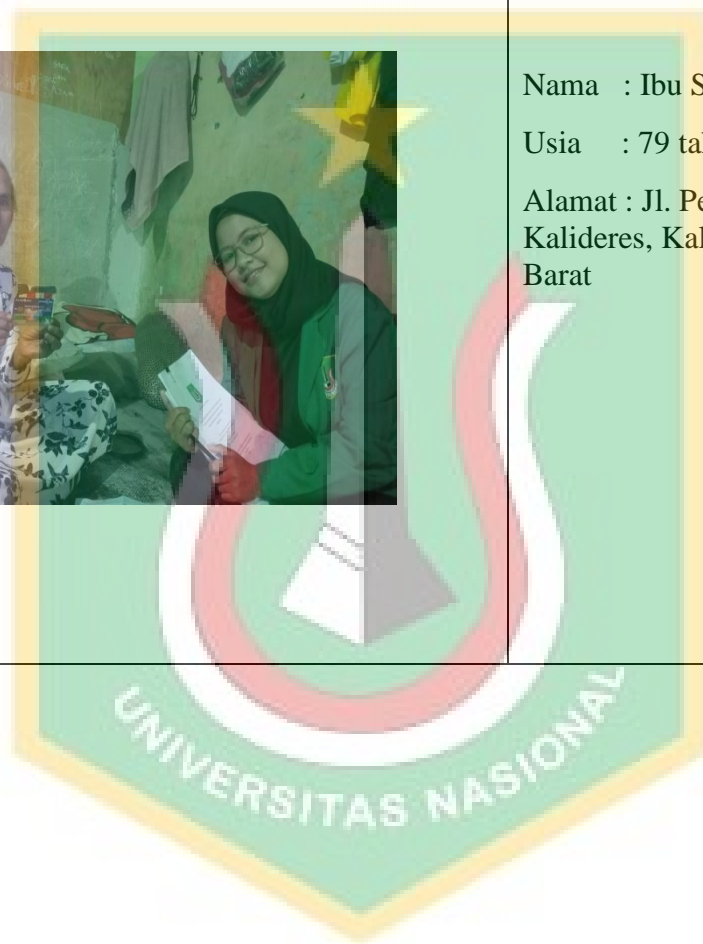 Nama : Ibu S
Usia : 79 ta
Alamat : Jl. Pe
Kalideres, Kal
Barat
UNIVERSITAS NASIONAL